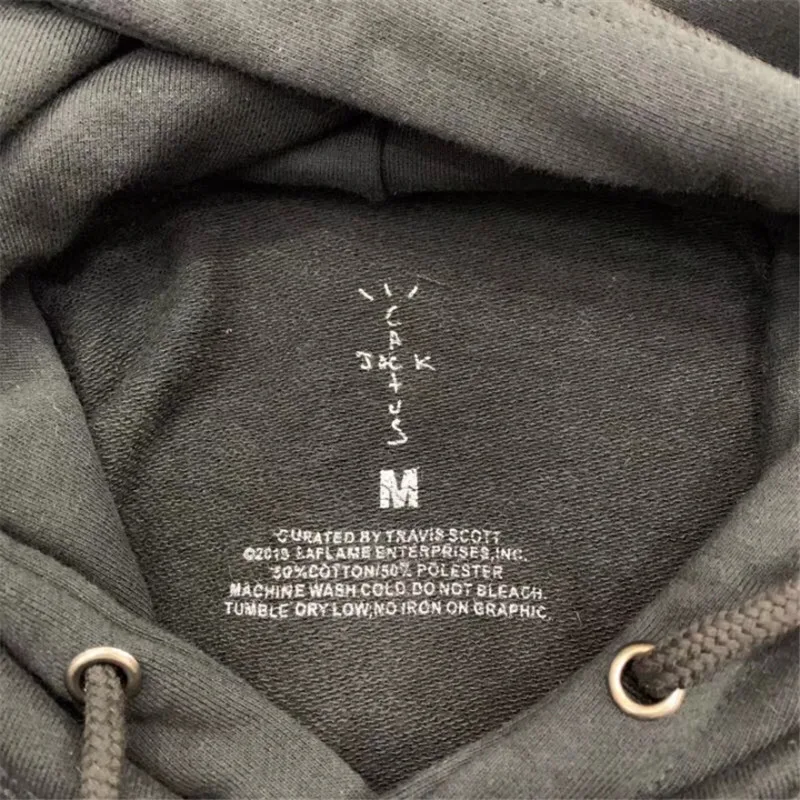 CACTUS
JACK
M
CURATED BY TRAVIS SCOTT
©2019 LAFLAME ENTERPRISES,INC.
50%COTTON/50% POLESTER
MACHINE WASH COLD. DO NOT BLEACH.
TUMBLE DRY LOW,NO IRON ON GRAPHIC.